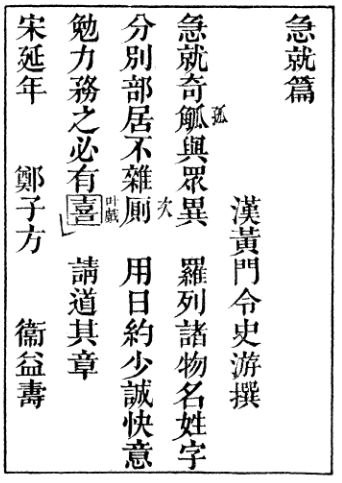 急就篇
漢黃門令史游撰
急就奇觚孤與眾異　羅列諸物名姓字
分別部居不雜厠次　用日約少誠快意
勉力務之必有喜叶戲　請道其章
宋延年　鄭子方　衞益壽